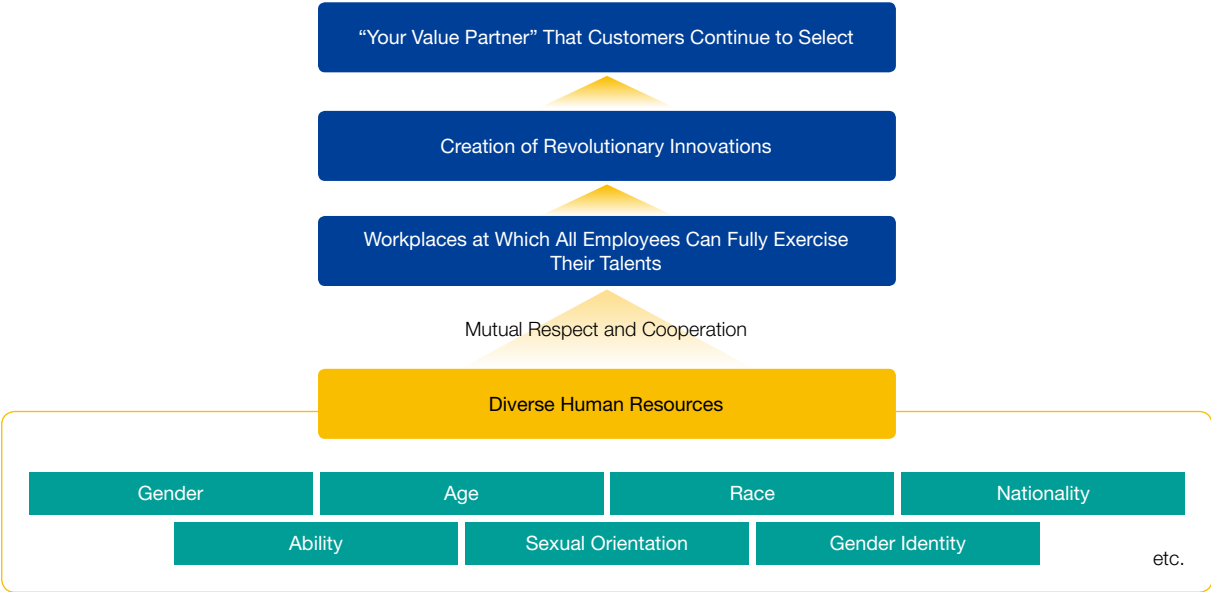 “Your Value Partner” That Customers Continue to Select
Creation of Revolutionary Innovations
Workplaces at Which All Employees Can Fully Exercise
Their Talents
Mutual Respect and Cooperation
Diverse Human Resources
Gender
Age
Race
Nationality
Ability
Sexual Orientation
Gender Identity
etc.